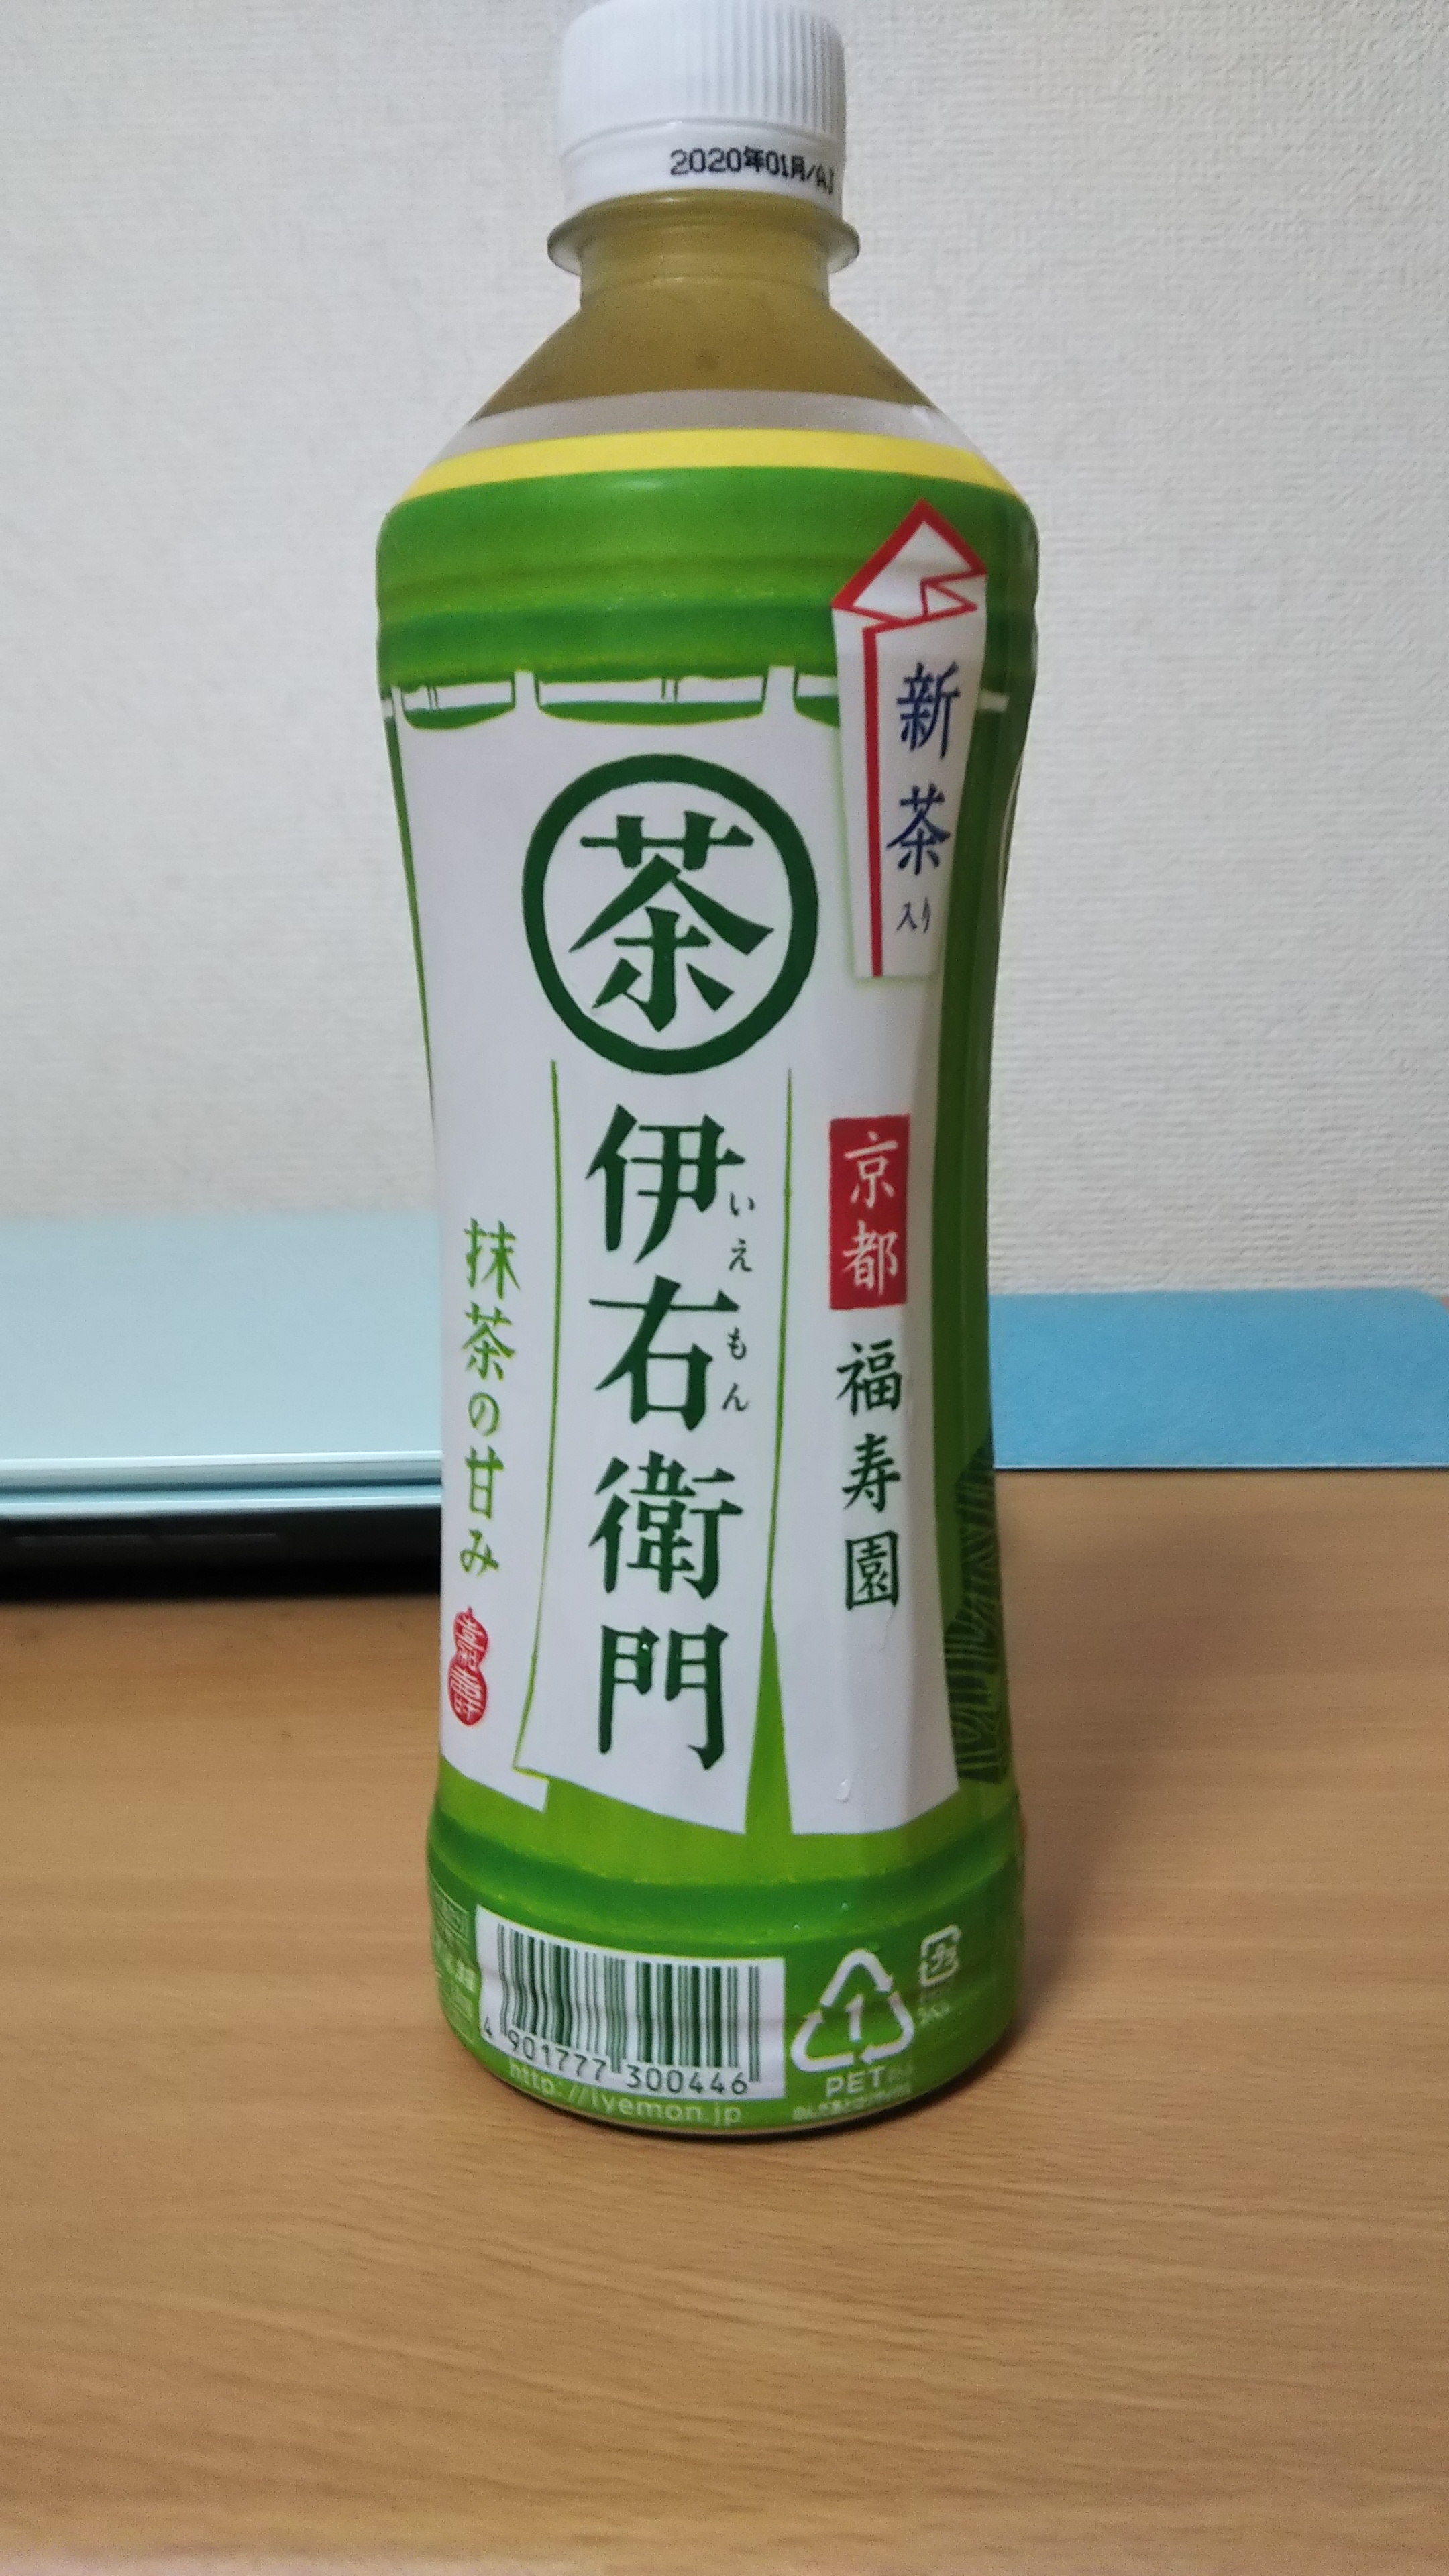 2020年01月/AJ
新茶入り
茶
京都
福寿園
伊右衛門
いえもん
抹茶の甘み
4 901777 300446
http://iyemon.jp
1
PET